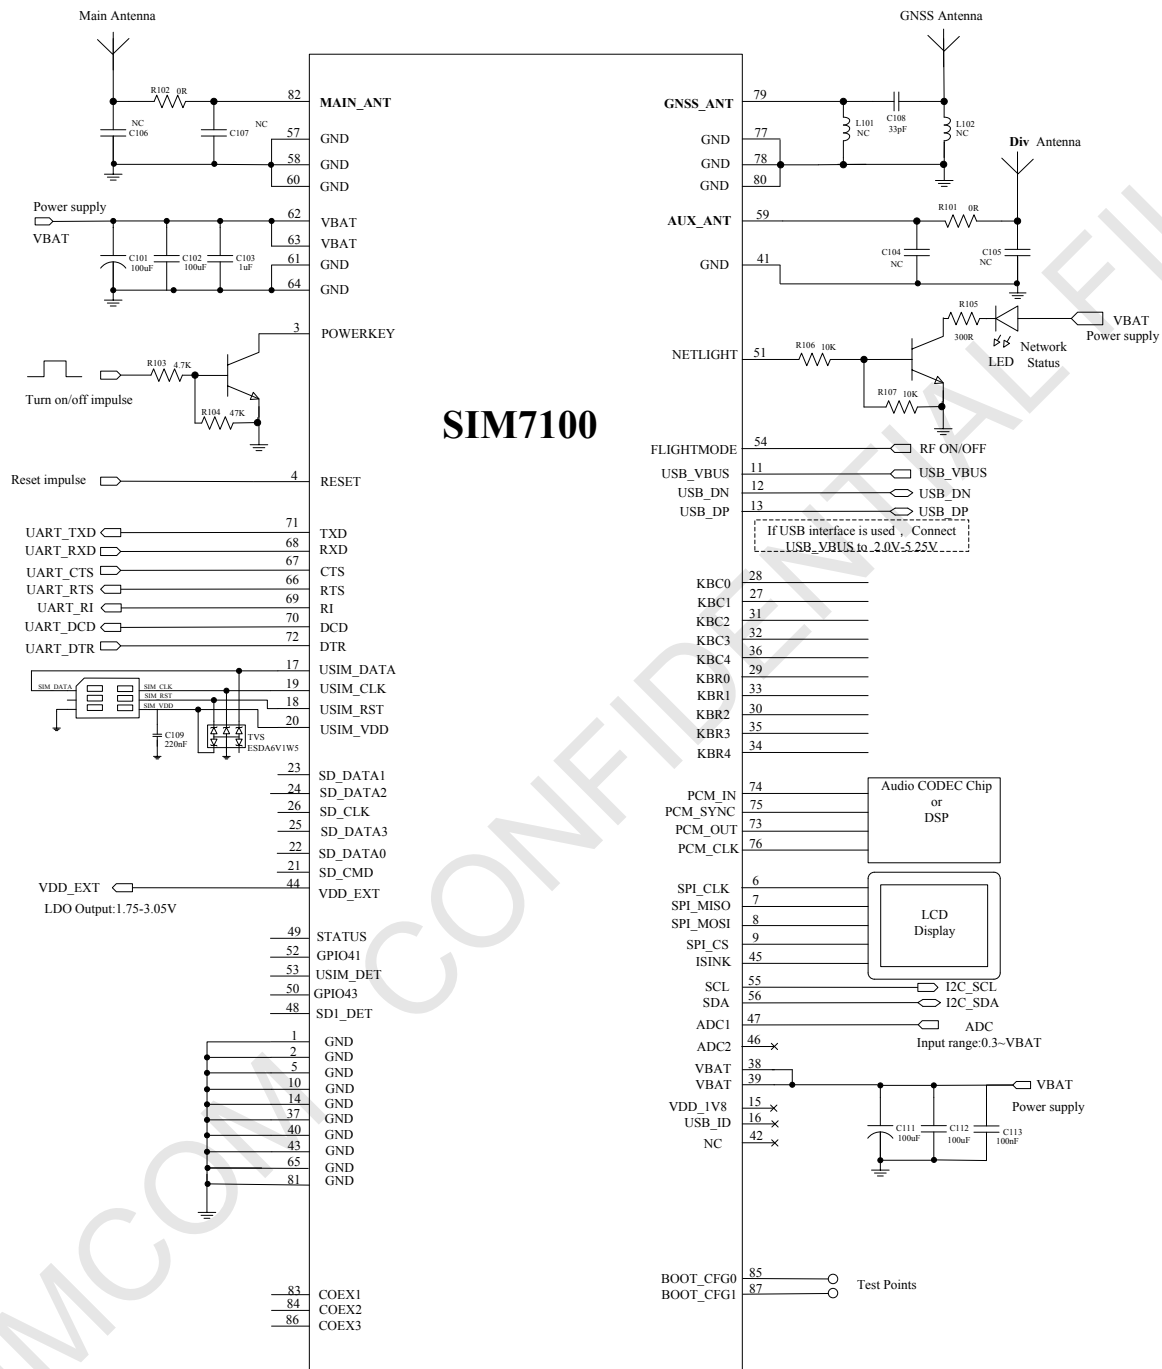 Main Antenna
GNSS Antenna
R102 0R
82
MAIN_ANT
NC
C106
NC
C107
57
GND
58
GND
60
GND
79
GNSS_ANT
77
GND
78
GND
80
GND
L101
NC
C108
33pF
L102
NC
Div Antenna
Power supply
VBAT
62
VBAT
63
VBAT
61
GND
64
GND
C101
100uF
C102
100uF
C103
1uF
59
AUX_ANT
R101 0R
C104
NC
C105
NC
41
GND
3
POWERKEY
R103 4.7K
R104 47K
Turn on/off impulse
51
NETLIGHT
R106 10K
R107 10K
R105
300R
LED
Network
Status
VBAT
Power supply
SIM7100
54
FLIGHTMODE
RF ON/OFF
11
USB_VBUS
USB_VBUS
12
USB_DN
USB_DN
13
USB_DP
USB_DP
If USB interface is used , Connect
USB_VBUS to 2.0V-5.25V
Reset impulse
4
RESET
UART_TXD
71
TXD
UART_RXD
68
RXD
UART_CTS
67
CTS
UART_RTS
66
RTS
UART_RI
69
RI
UART_DCD
70
DCD
UART_DTR
72
DTR
17
USIM_DATA
19
USIM_CLK
18
USIM_RST
20
USIM_VDD
SIM_DATA
SIM_CLK
SIM_RST
SIM_VDD
C109
220nF
TVS
ESDA6V1W5
KBC0
28
KBC1
27
KBC2
31
KBC3
32
KBC4
36
KBR0
29
KBR1
33
KBR2
30
KBR3
35
KBR4
34
23
SD_DATA1
24
SD_DATA2
26
SD_CLK
25
SD_DATA3
22
SD_DATA0
21
SD_CMD
44
VDD_EXT
VDD_EXT
LDO Output:1.75-3.05V
PCM_IN
74
PCM_SYNC
75
PCM_OUT
73
PCM_CLK
76
Audio CODEC Chip
or
DSP
SPI_CLK
6
SPI_MISO
7
SPI_MOSI
8
SPI_CS
9
ISINK
45
LCD
Display
49
STATUS
52
GPIO41
53
USIM_DET
50
GPIO43
48
SD1_DET
SCL
55
I2C_SCL
SDA
56
I2C_SDA
ADC1
47
ADC
Input range:0.3~VBAT
ADC2
46
VBAT
38
VBAT
39
VBAT
Power supply
VDD_1V8
15
USB_ID
16
NC
42
C111
100uF
C112
100uF
C113
100nF
1
GND
2
GND
5
GND
10
GND
14
GND
37
GND
40
GND
43
GND
65
GND
81
GND
BOOT_CFG0
85
BOOT_CFG1
87
Test Points
83
COEX1
84
COEX2
86
COEX3